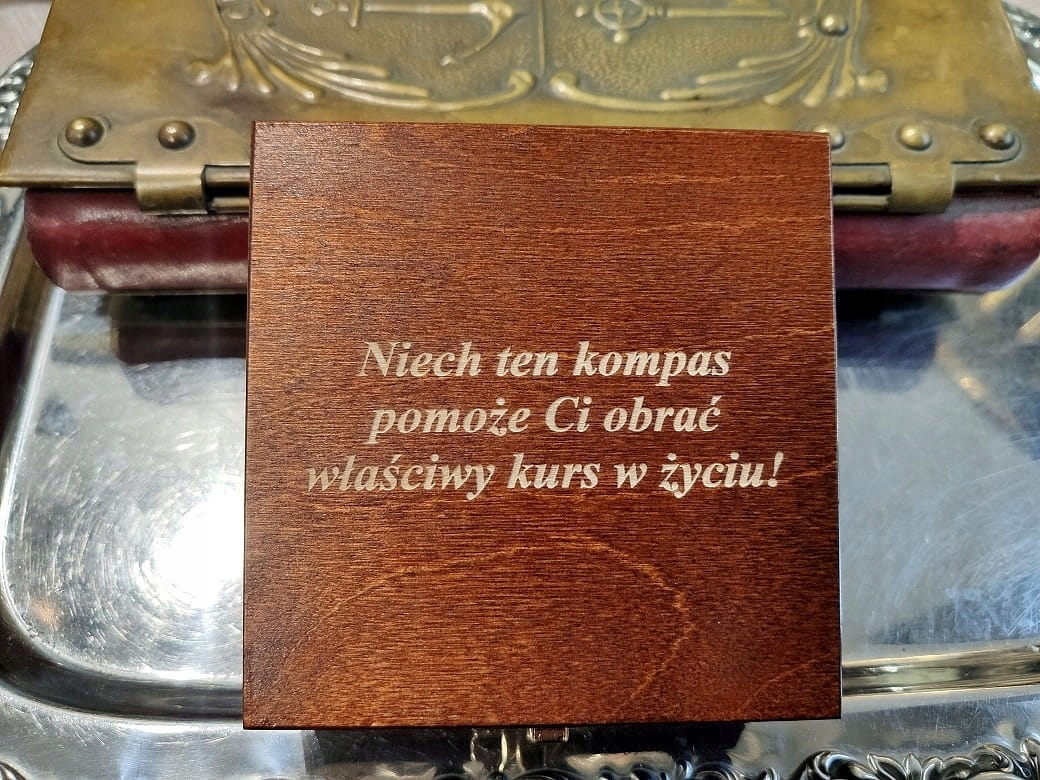 Niech ten kompas
pomoże Ci obrać
właściwy kurs w życiu!